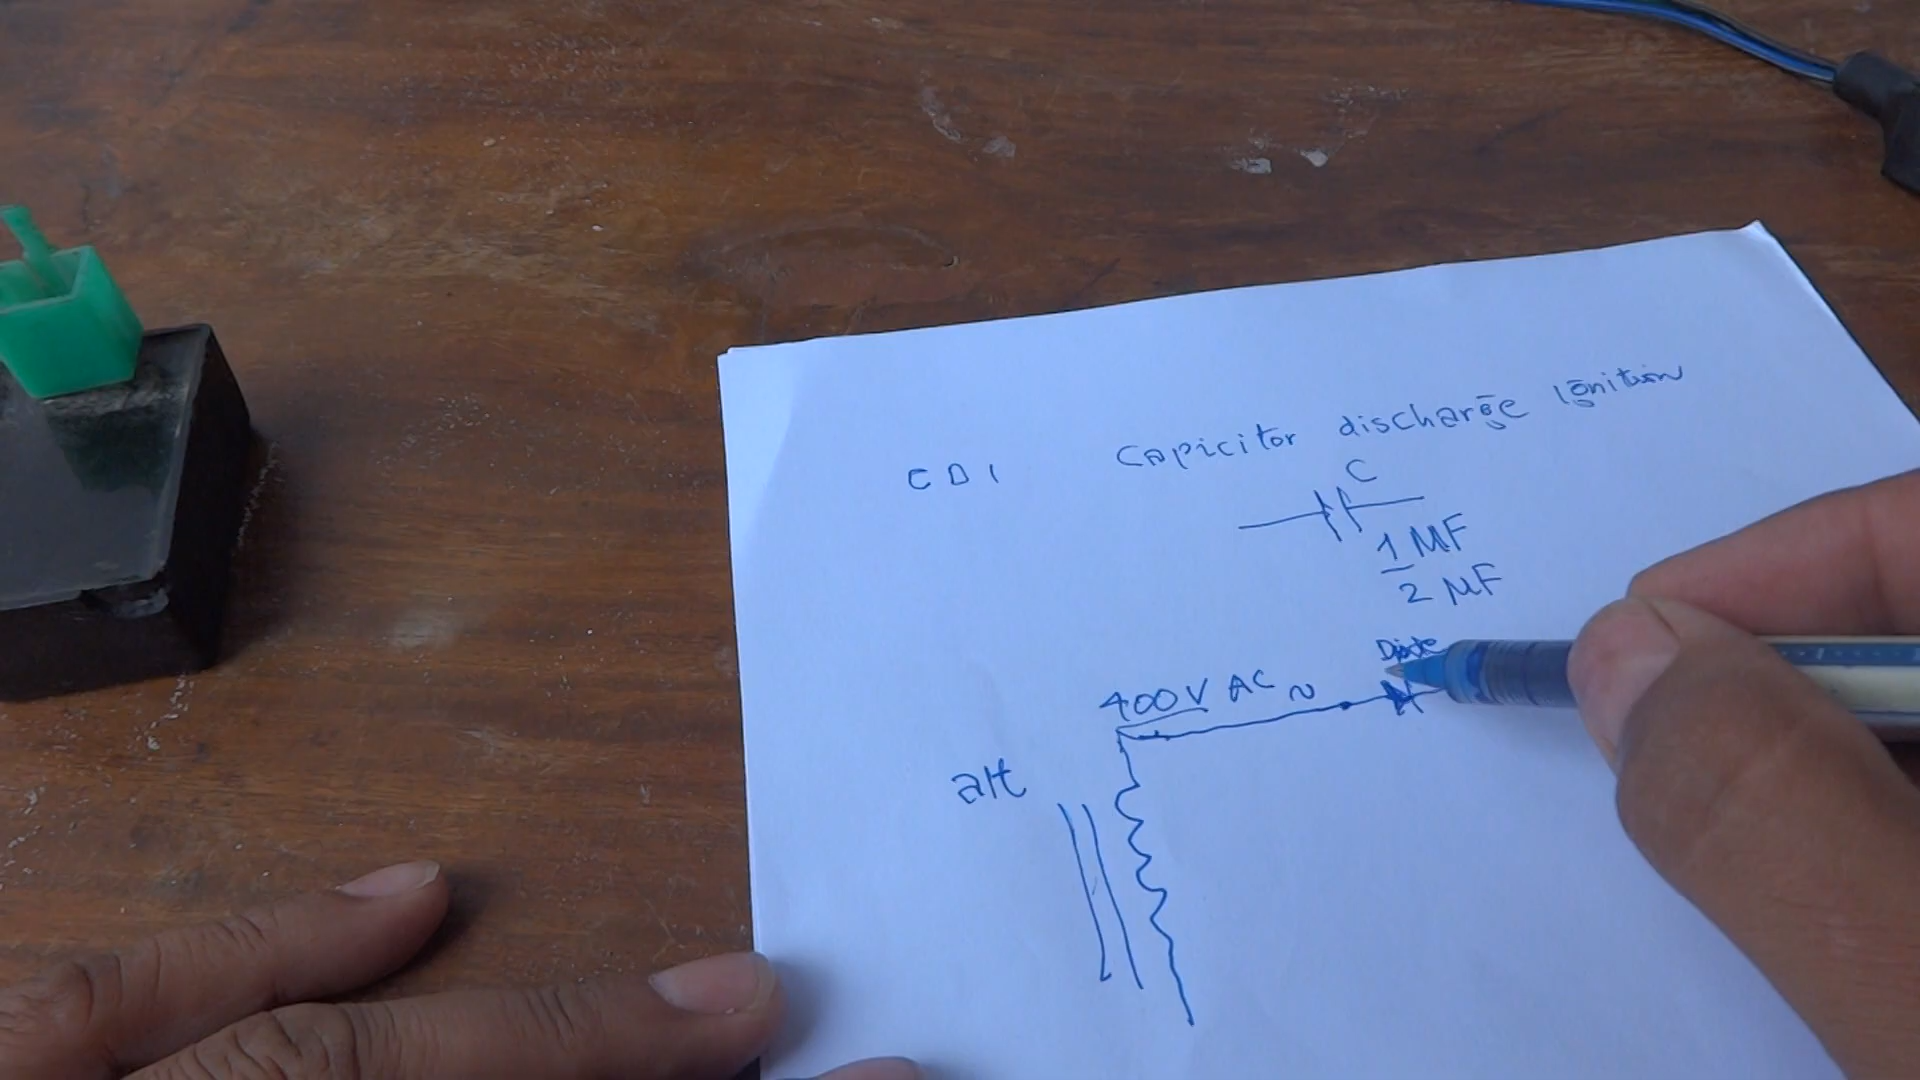 CDI Capicitor discharge Ignition
C
1 MF
2 MF
Diode
400V AC ~
alt